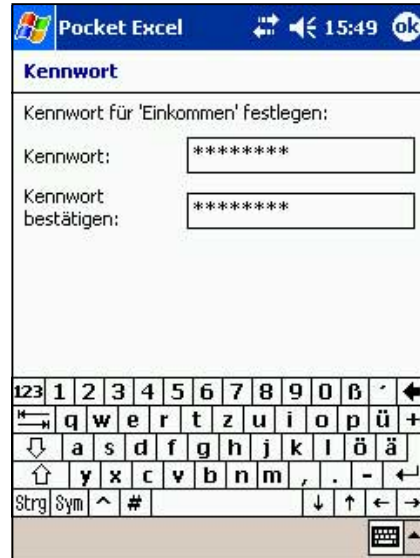 Pocket Excel 15:49 ok
Kennwort
Kennwort für 'Einkommen' festlegen:
Kennwort: ********
Kennwort
bestätigen: ********
123 1 2 3 4 5 6 7 8 9 0 ß ´
q w e r t z u i o p ü +
a s d f g h j k l ö ä
y x c v b n m , . -
Strg Sym ^ # ↓ ↑ ← →